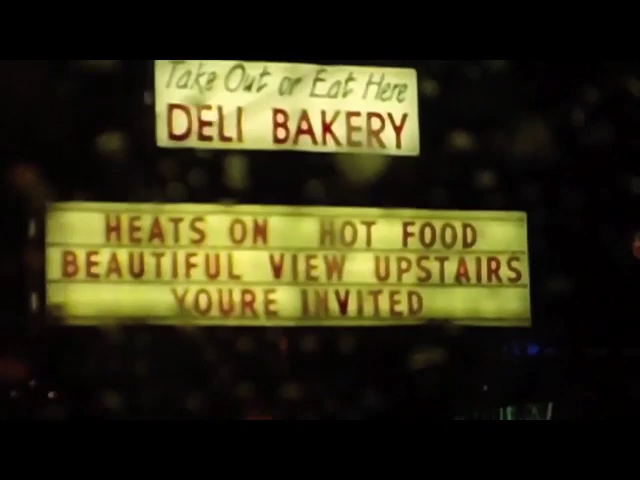 Take Out or Eat Here
DELI BAKERY
HEATS ON HOT FOOD
BEAUTIFUL VIEW UPSTAIRS
YOURE INVITED